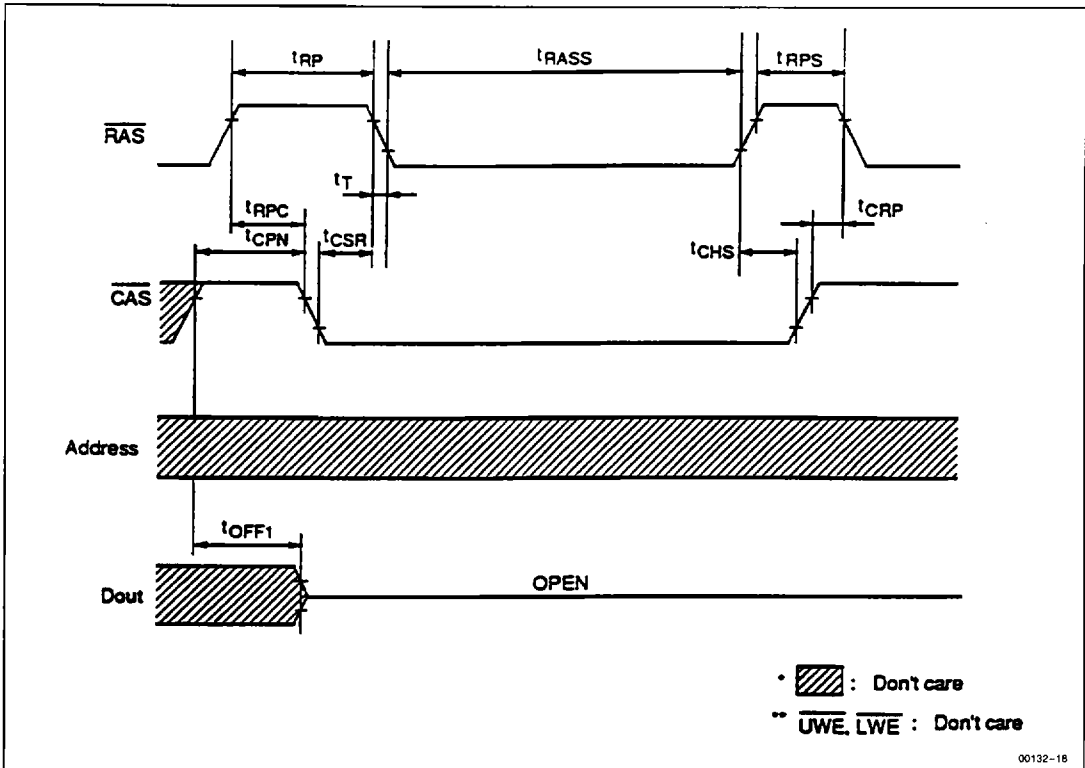 tRP
tRASS
tRPS
RAS
tT
tRPC
tCRP
tCPN
tCSR
tCHS
CAS
Address
tOFF1
Dout
OPEN
* : Don't care
** UWE, LWE : Don't care
00132-18